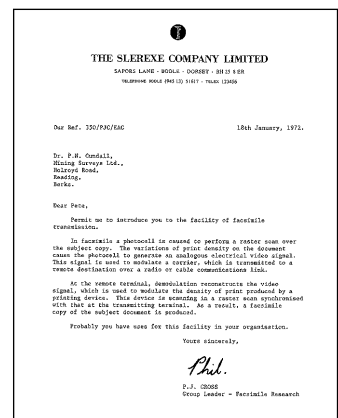 THE SLEREXE COMPANY LIMITED
SAPORS LANE - BOOLE - DORSET - BH 25 8 ER
TELEPHONE BOOLE (945 13) 51617 - TELEX 123456
Our Ref. 350/PJC/EAC
18th January, 1972.
Dr. P.N. Cundall,
Mining Surveys Ltd.,
Holroyd Road,
Reading,
Berks.
Dear Pete,
Permit me to introduce you to the facility of facsimile
transmission.
In facsimile a photocell is caused to perform a raster scan over
the subject copy. The variations of print density on the document
cause the photocell to generate an analogous electrical video signal.
This signal is used to modulate a carrier, which is transmitted to a
remote destination over a radio or cable communications link.
At the remote terminal, demodulation reconstructs the video
signal, which is used to modulate the density of print produced by a
printing device. This device is scanning in a raster scan synchronised
with that at the transmitting terminal. As a result, a facsimile
copy of the subject document is produced.
Probably you have uses for this facility in your organisation.
Yours sincerely,
Phil.
P.J. CROSS
Group Leader - Facsimile Research